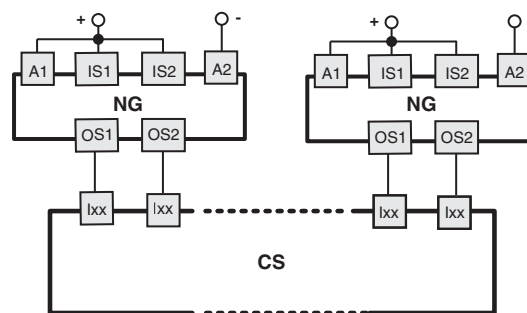 + - +
A1 IS1 IS2 A2 A1 IS1 IS2 A2
NG NG
OS1 OS2 OS1 OS2
Ixx Ixx Ixx Ixx
CS